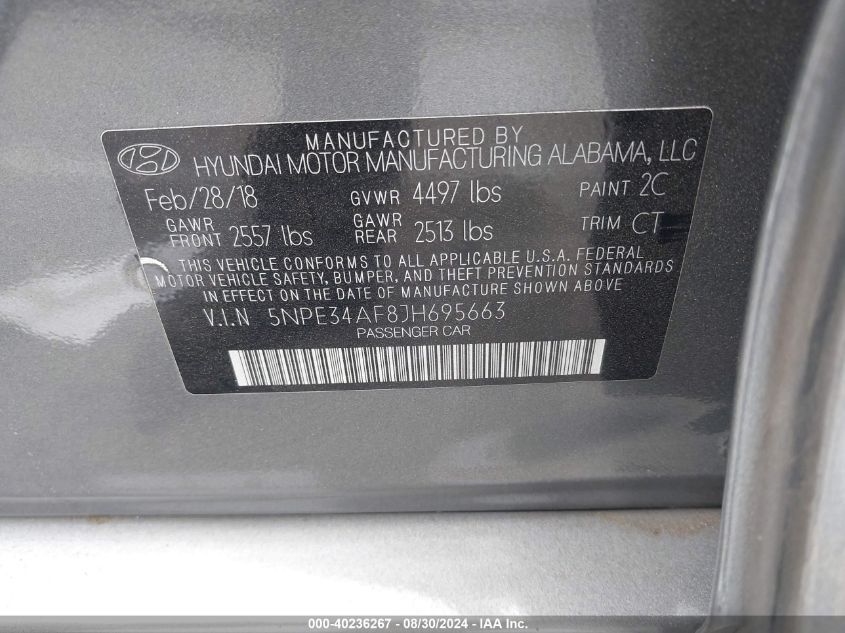 MANUFACTURED BY
HYUNDAI MOTOR MANUFACTURING ALABAMA, LLC
Feb/28/18 GVWR 4497 lbs PAINT 2C
GAWR FRONT 2557 lbs GAWR REAR 2513 lbs TRIM CT
THIS VEHICLE CONFORMS TO ALL APPLICABLE U.S.A. FEDERAL
MOTOR VEHICLE SAFETY, BUMPER, AND THEFT PREVENTION STANDARDS
IN EFFECT ON THE DATE OF MANUFACTURE SHOWN ABOVE
V.I.N 5NPE34AF8JH695663
PASSENGER CAR
000-40236267 - 08/30/2024 - IAAI.COM